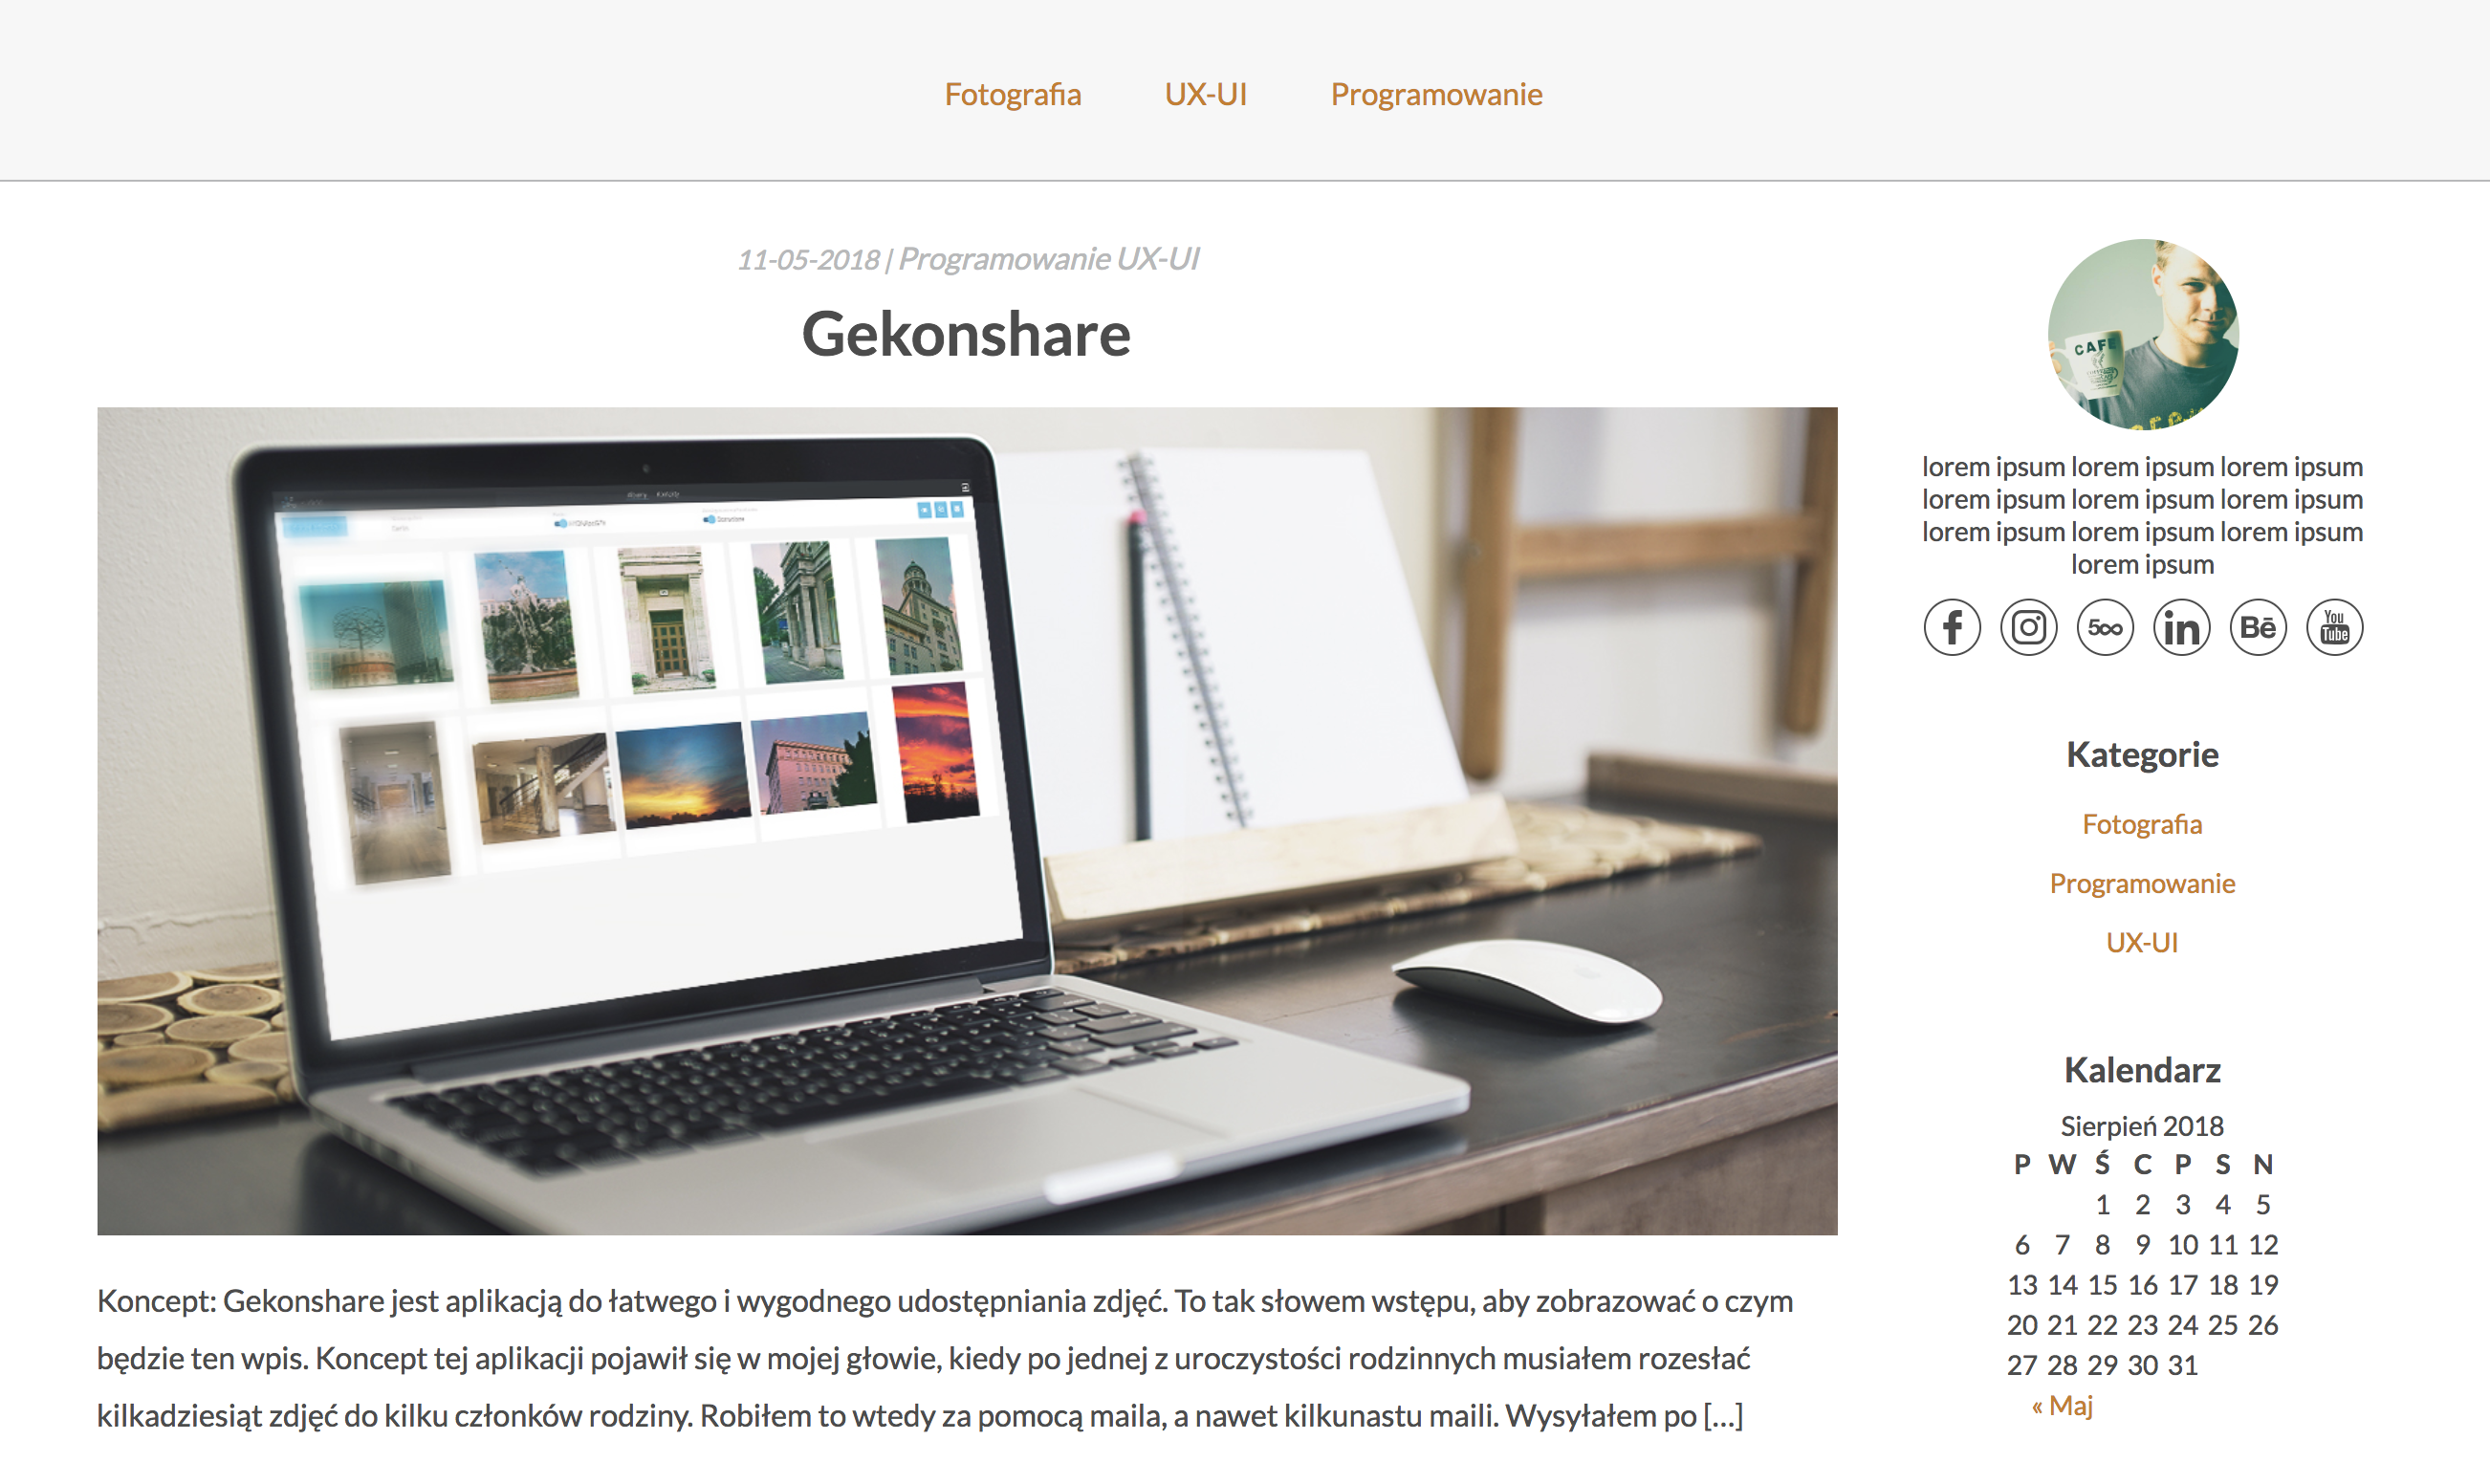 Fotografia UX-UI Programowanie
11-05-2018 | Programowanie UX-UI
Gekonshare
Koncept: Gekonshare jest aplikacją do łatwego i wygodnego udostępniania zdjęć. To tak słowem wstępu, aby zobrazować o czym
będzie ten wpis. Koncept tej aplikacji pojawił się w mojej głowie, kiedy po jednej z uroczystości rodzinnych musiałem rozesłać
kilkadziesiąt zdjęć do kilku członków rodziny. Robiłem to wtedy za pomocą maila, a nawet kilkunastu maili. Wysyłałem po [...]
CAFE
lorem ipsum lorem ipsum lorem ipsum
lorem ipsum lorem ipsum lorem ipsum
lorem ipsum lorem ipsum lorem ipsum
lorem ipsum
f 500 in Bē You Tube
Kategorie
Fotografia
Programowanie
UX-UI
Kalendarz
Sierpień 2018
P W Ś C P S N
1 2 3 4 5
6 7 8 9 10 11 12
13 14 15 16 17 18 19
20 21 22 23 24 25 26
27 28 29 30 31
« Maj